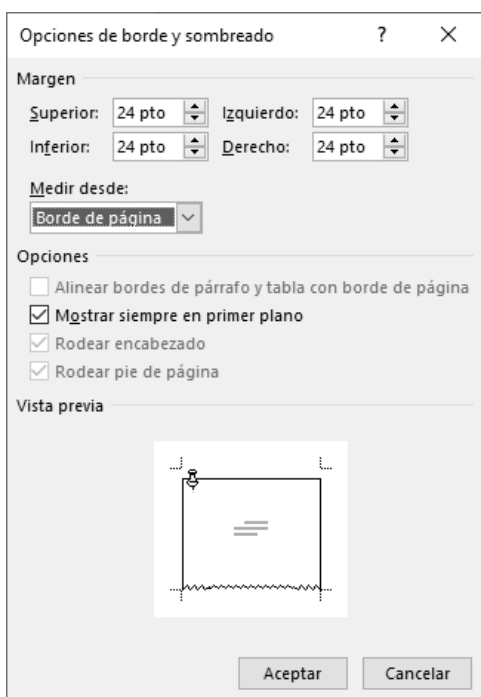 Opciones de borde y sombreado ?
Margen
Superior: 24 pto Izquierdo: 24 pto
Inferior: 24 pto Derecho: 24 pto
Medir desde:
Borde de página
Opciones
Alinear bordes de párrafo y tabla con borde de página
Mostrar siempre en primer plano
Rodear encabezado
Rodear pie de página
Vista previa
Aceptar Cancelar